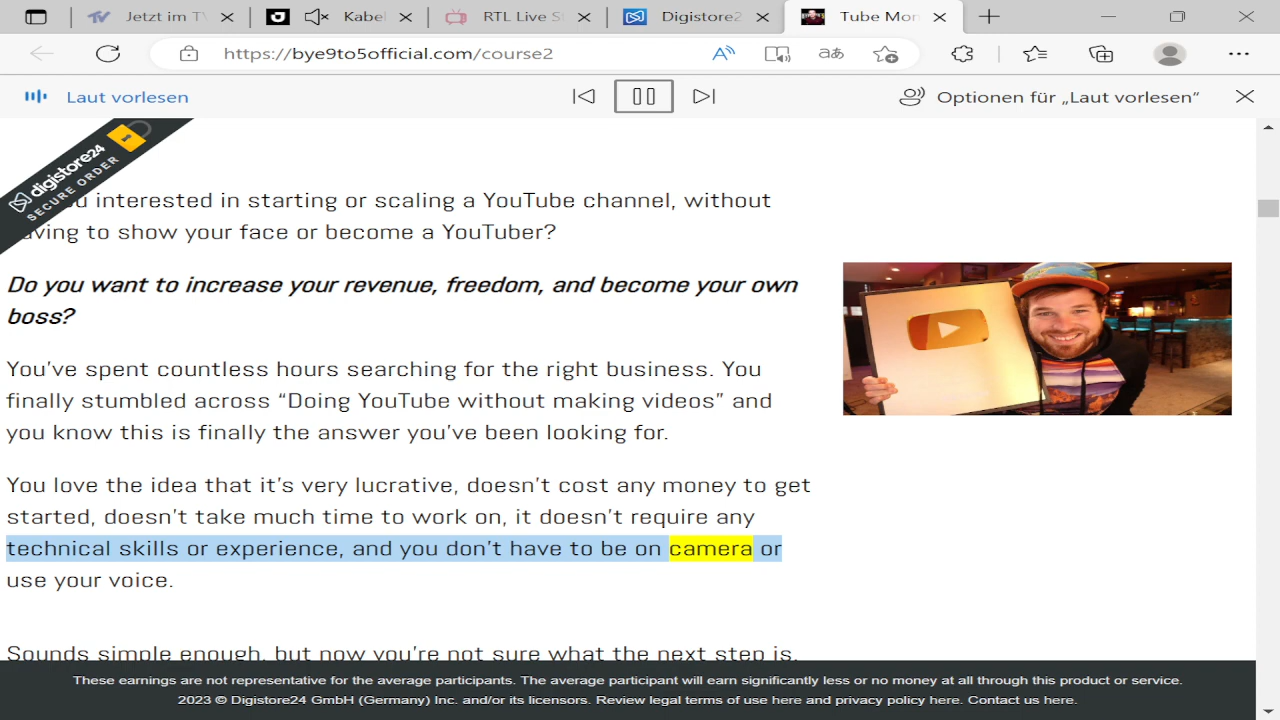 Jetzt im T
Kabe
RTL Live S
Digistore2
Tube Mon
https://bye9to5official.com/course2
Laut vorlesen
Optionen für „Laut vorlesen"
digistore24
SECURE ORDER
interested in starting or scaling a YouTube channel, without
to show your face or become a YouTuber?
Do you want to increase your revenue, freedom, and become your own
boss?
You've spent countless hours searching for the right business. You
finally stumbled across "Doing YouTube without making videos" and
you know this is finally the answer you've been looking for.
You love the idea that it's very lucrative, doesn't cost any money to get
started, doesn't take much time to work on, it doesn't require any
technical skills or experience, and you don't have to be on camera or
use your voice.
Sounds simple enough, but now you're not sure what the next step is.
These earnings are not representative for the average participants. The average participant will earn significantly less or no money at all through this product or service.
2023 © Digistore24 GmbH (Germany) Inc. and/or its licensors. Review legal terms of use here and privacy policy here. Contact us here.